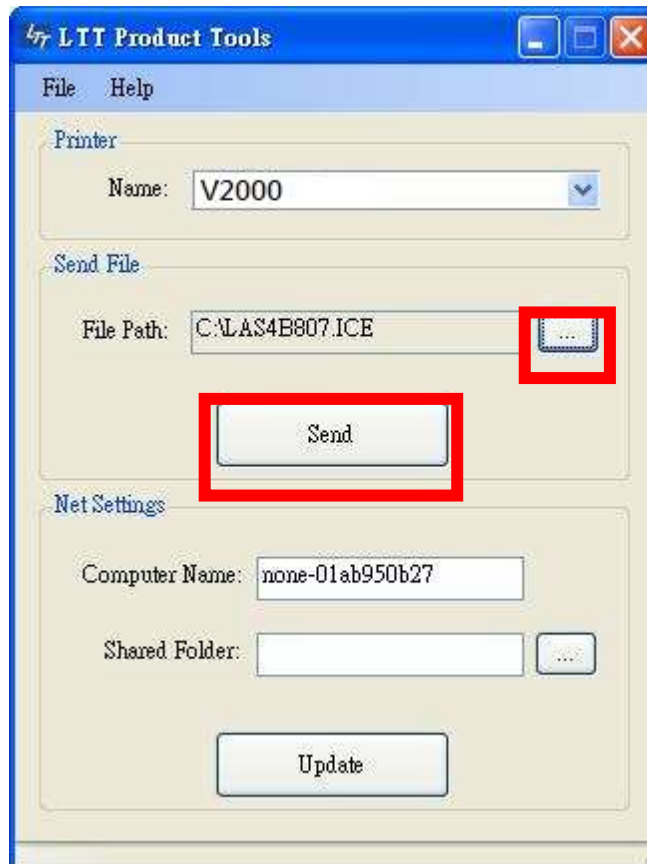 LTT LTT Product Tools
File Help
Printer
Name: V2000
Send File
File Path: C:\LAS4B807.ICE ...
Send
Net Settings
Computer Name: none-01ab950b27
Shared Folder: ...
Update